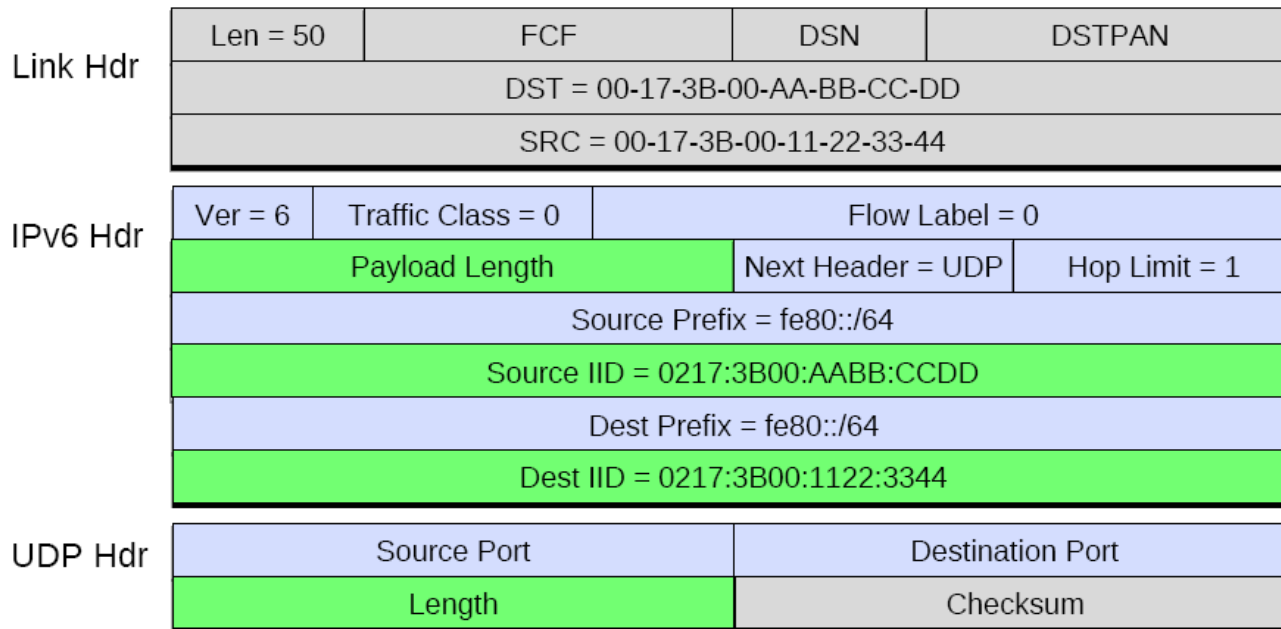 Link Hdr
Len = 50 FCF DSN DSTPAN
DST = 00-17-3B-00-AA-BB-CC-DD
SRC = 00-17-3B-00-11-22-33-44
IPv6 Hdr
Ver = 6 Traffic Class = 0 Flow Label = 0
Payload Length Next Header = UDP Hop Limit = 1
Source Prefix = fe80::/64
Source IID = 0217:3B00:AABB:CCDD
Dest Prefix = fe80::/64
Dest IID = 0217:3B00:1122:3344
UDP Hdr
Source Port Destination Port
Length Checksum